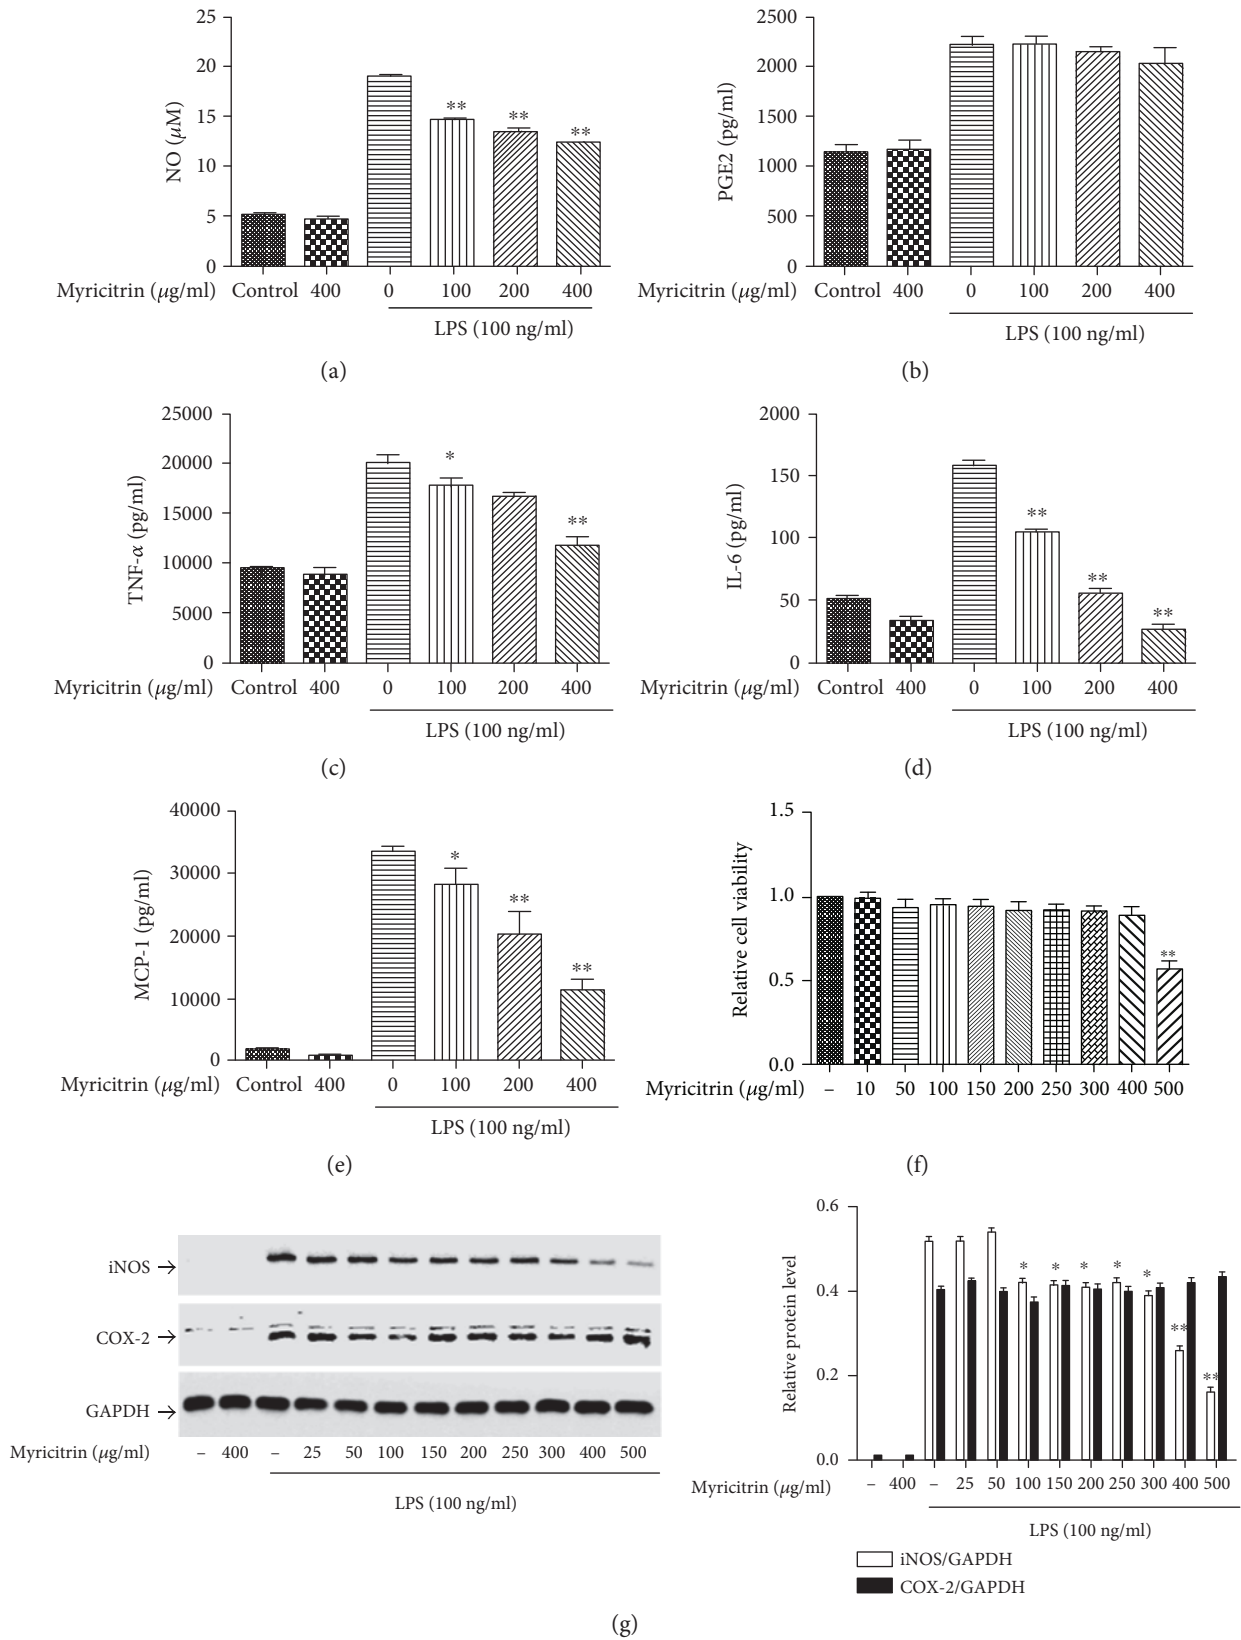 25
20
15
10
5
0
NO (μM)
** ** **
Myricitrin (μg/ml) Control 400 0 100 200 400
LPS (100 ng/ml)
(a)
2500
2000
1500
1000
500
0
PGE2 (pg/ml)
Myricitrin (μg/ml) Control 400 0 100 200 400
LPS (100 ng/ml)
(b)
25000
20000
15000
10000
5000
0
TNF-α (pg/ml)
* **
Myricitrin (μg/ml) Control 400 0 100 200 400
LPS (100 ng/ml)
(c)
2000
150
100
50
0
IL-6 (pg/ml)
** ** **
Myricitrin (μg/ml) Control 400 0 100 200 400
LPS (100 ng/ml)
(d)
40000
30000
20000
10000
0
MCP-1 (pg/ml)
* ** **
Myricitrin (μg/ml) Control 400 0 100 200 400
LPS (100 ng/ml)
(e)
1.5
1.0
0.5
0.0
Relative cell viability
**
Myricitrin (μg/ml) – 10 50 100 150 200 250 300 400 500
(f)
iNOS
COX-2
GAPDH
Myricitrin (μg/ml) – 400 – 25 50 100 150 200 250 300 400 500
LPS (100 ng/ml)
0.6
0.4
0.2
0.0
Relative protein level
* * * * * ** **
Myricitrin (μg/ml) – 400 – 25 50 100 150 200 250 300 400 500
LPS (100 ng/ml)
iNOS/GAPDH
COX-2/GAPDH
(g)